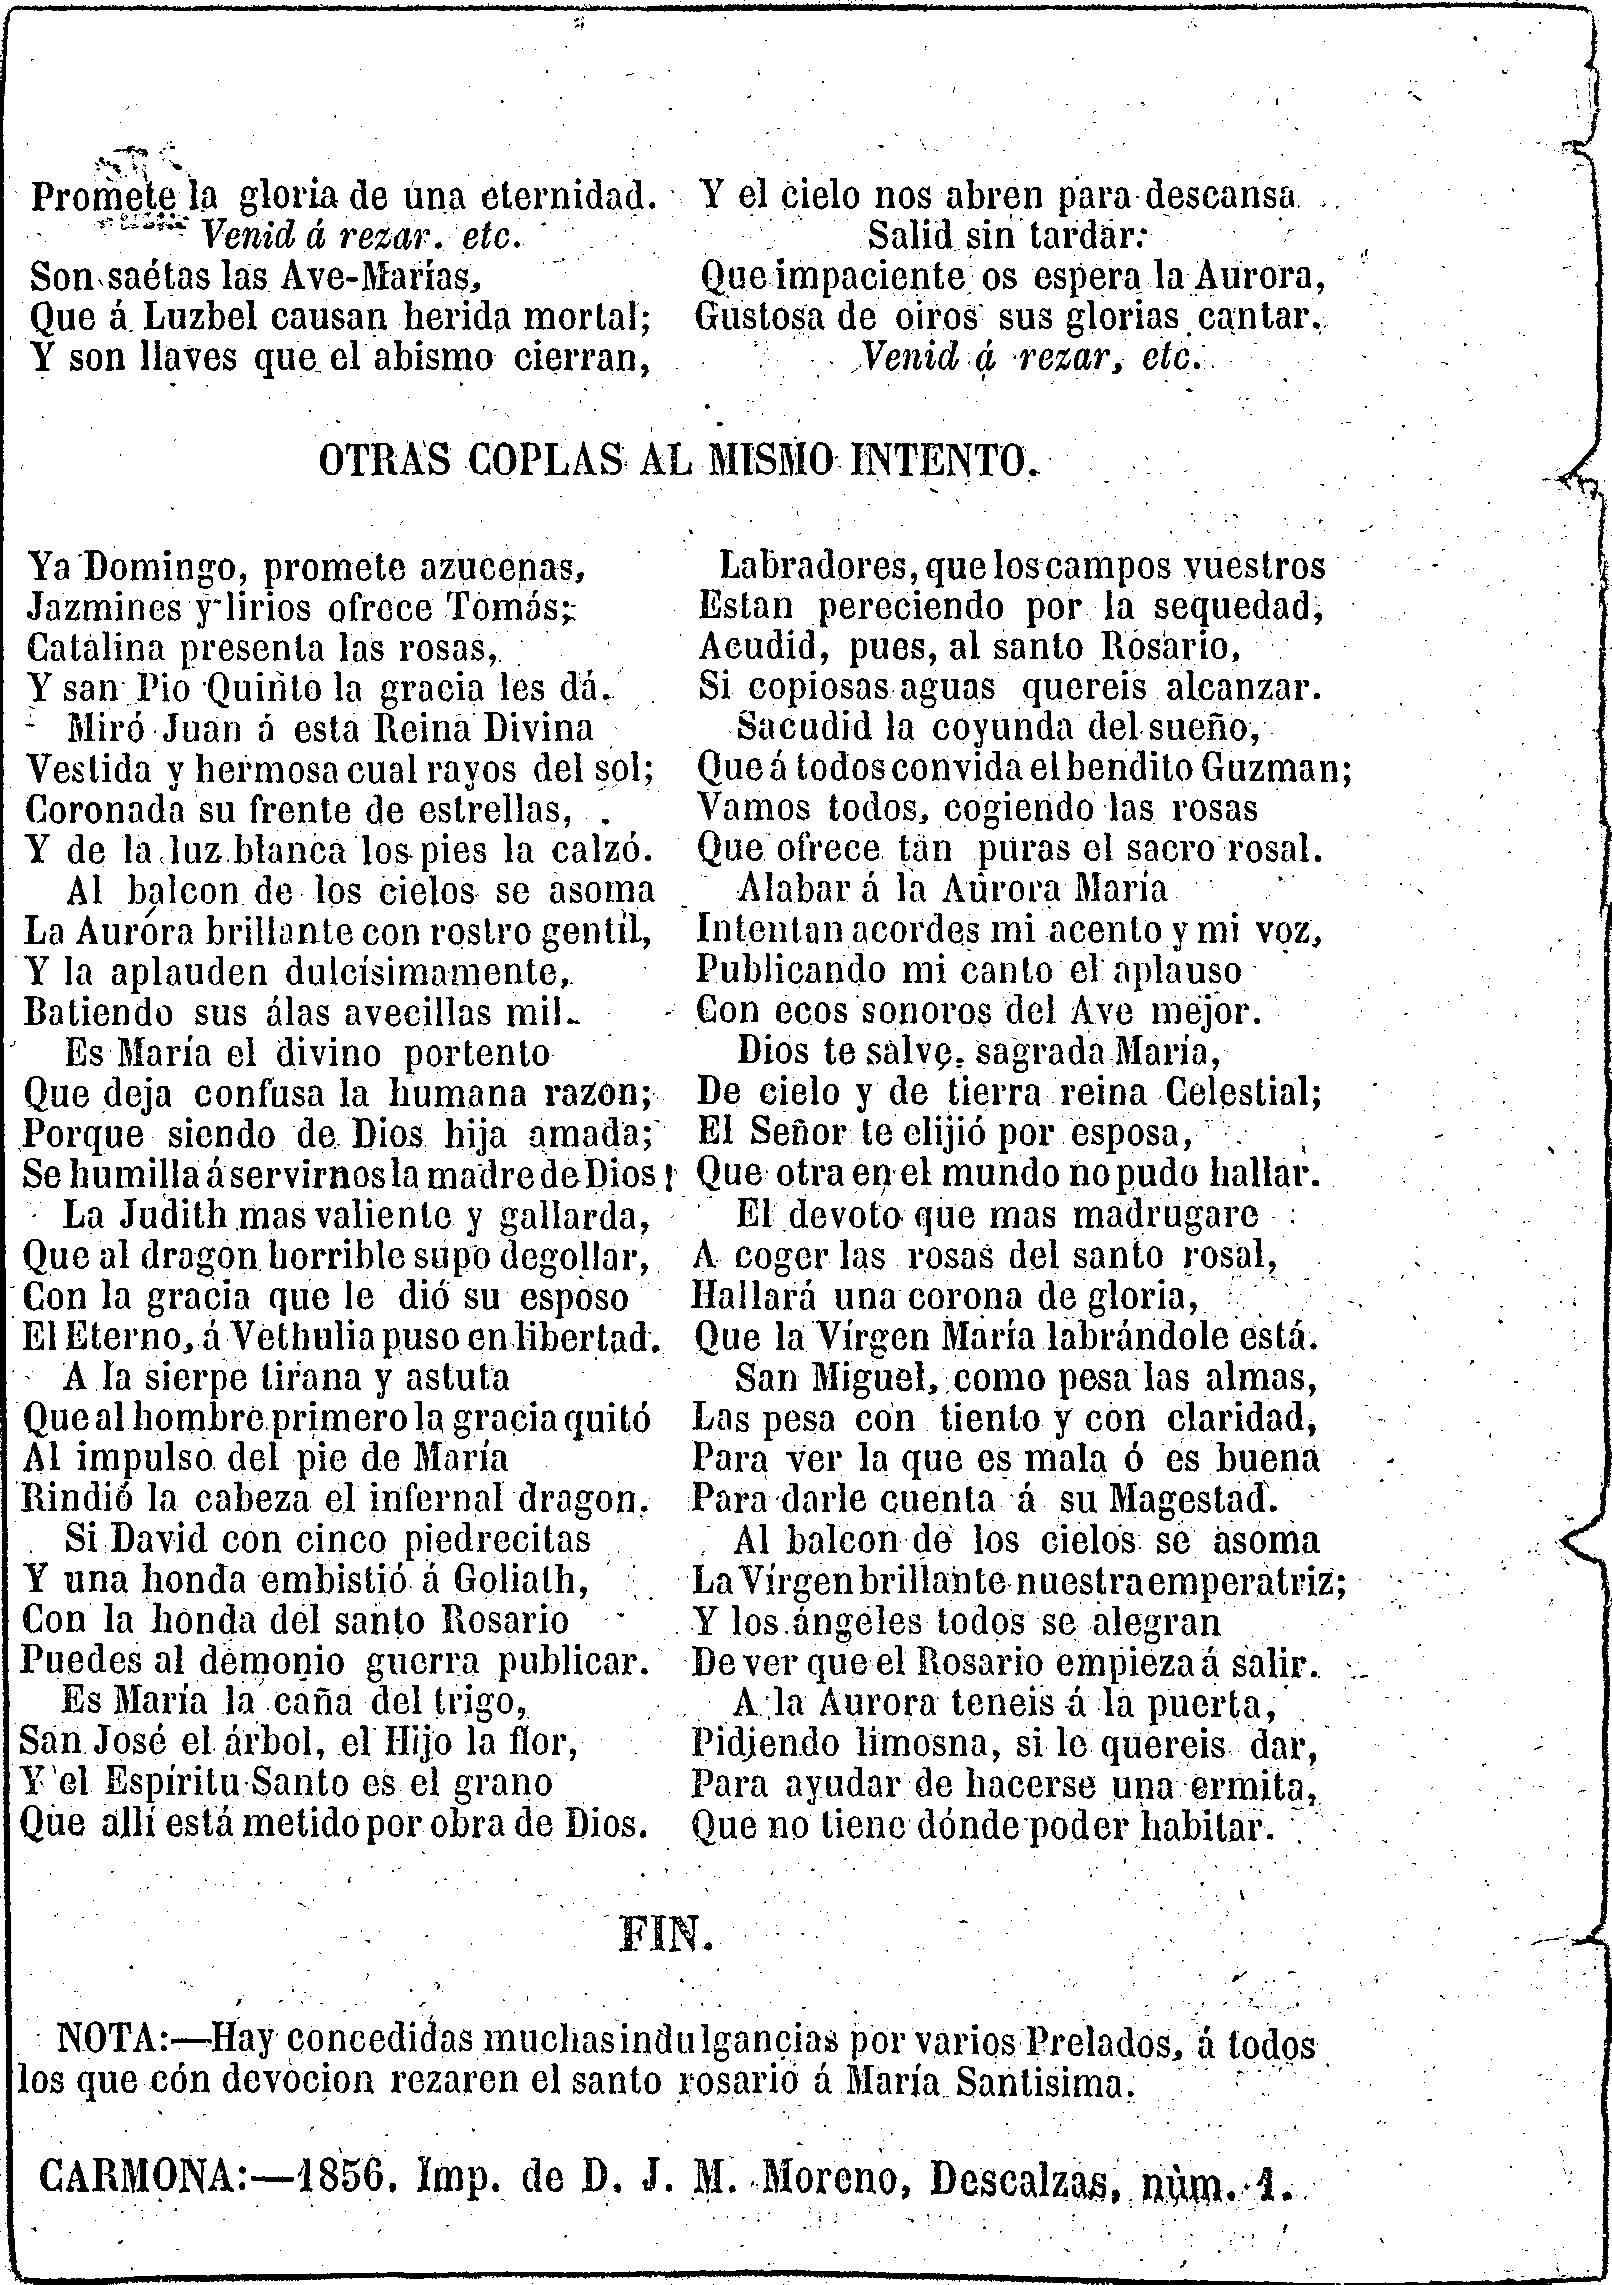 Promete la gloria de una eternidad.
Venid á rezar. etc.
Son saétas las Ave-Marías,
Que á Luzbel causan herida mortal;
Y son llaves que el abismo cierran,
Y el cielo nos abren para descansa
Salid sin tardar:
Que impaciente os espera la Aurora,
Gustosa de oiros sus glorias cantar.
Venid á rezar, etc.
OTRAS COPLAS AL MISMO INTENTO.
Ya Domingo, promete azucenas,
Jazmines y lirios ofrece Tomás;
Catalina presenta las rosas,
Y san Pio Quinto la gracia les dá.
Miró Juan á esta Reina Divina
Vestida y hermosa cual rayos del sol;
Coronada su frente de estrellas,
Y de la luz blanca los pies la calzó.
Al balcon de los cielos se asoma
La Auróra brillante con rostro gentil,
Y la aplauden dulcísimamente,
Batiendo sus álas avecillas mil.
Es María el divino portento
Que deja confusa la humana razon;
Porque siendo de Dios hija amada;
Se humilla á servirnos la madre de Dios!
La Judith mas valiente y gallarda,
Que al dragon horrible supo degollar,
Con la gracia que le dió su esposo
El Eterno, á Vethulia puso en libertad.
A la sierpe tirana y astuta
Que al hombre primero la gracia quitó
Al impulso del pie de María
Rindió la cabeza el infernal dragon.
Si David con cinco piedrecitas
Y una honda embistió á Goliath,
Con la honda del santo Rosario
Puedes al demonio guerra publicar.
Es María la caña del trigo,
San José el árbol, el Hijo la flor,
Y el Espíritu Santo es el grano
Que allí está metido por obra de Dios.
Labradores, que los campos vuestros
Estan pereciendo por la sequedad,
Acudid, pues, al santo Rosario,
Si copiosas aguas quereis alcanzar.
Sacudid la coyunda del sueño,
Que á todos convida el bendito Guzman;
Vamos todos, cogiendo las rosas
Que ofrece tan puras el sacro rosal.
Alabar á la Aurora María
Intentan acordes mi acento y mi voz,
Publicando mi canto el aplauso
Con ecos sonoros del Ave mejor.
Dios te salve, sagrada María,
De cielo y de tierra reina Celestial;
El Señor te elijió por esposa,
Que otra en el mundo no pudo hallar.
El devoto que mas madrugare
A coger las rosas del santo rosal,
Hallará una corona de gloria,
Que la Vírgen María labrándole está.
San Miguel, como pesa las almas,
Las pesa con tiento y con claridad,
Para ver la que es mala ó es buena
Para darle cuenta á su Magestad.
Al balcon de los cielos se asoma
La Vírgen brillante nuestra emperatriz;
Y los ángeles todos se alegran
De ver que el Rosario empieza á salir.
A la Aurora teneis á la puerta,
Pidiendo limosna, si le quereis dar,
Para ayudar de hacerse una ermita,
Que no tiene dónde poder habitar.
FIN.
NOTA:—Hay concedidas muchas indulgancias por varios Prelados, á todos
los que cón devocion rezaren el santo rosario á María Santisima.
CARMONA:—1856. Imp. de D. J. M. Moreno, Descalzas, núm. 1.